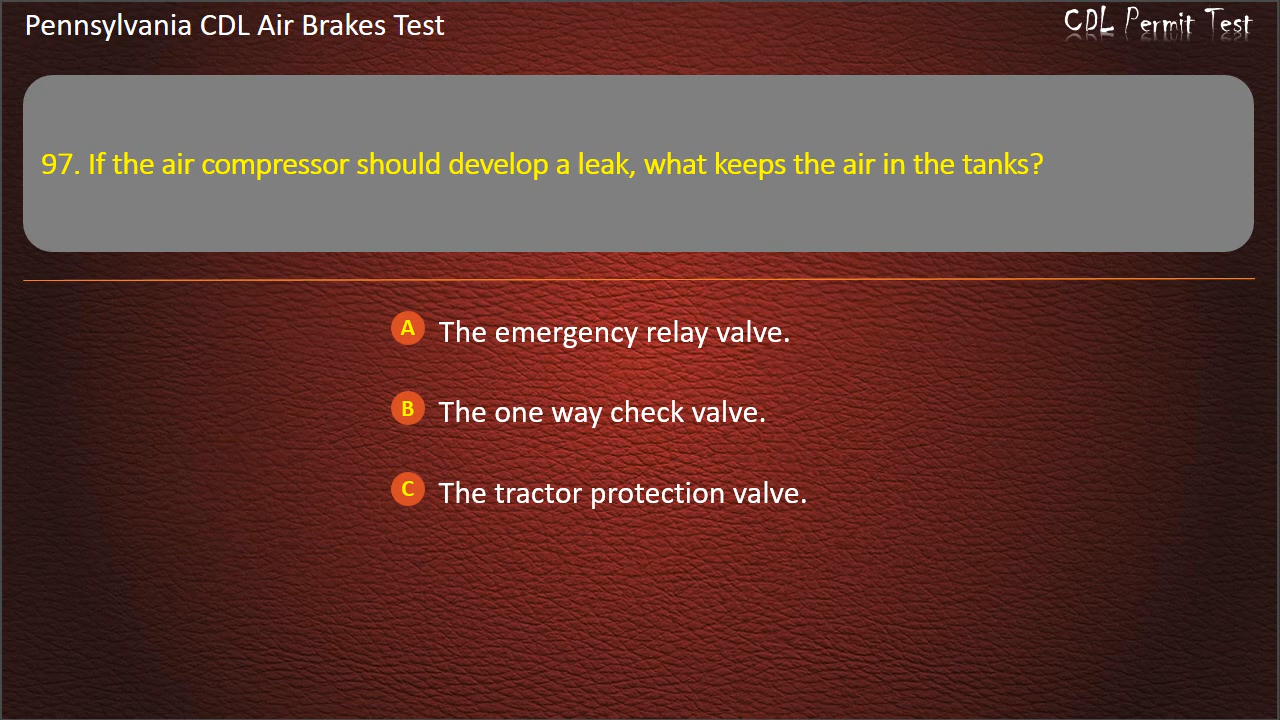 Pennsylvania CDL Air Brakes Test
CDL Permit Test
97. If the air compressor should develop a leak, what keeps the air in the tanks?
A The emergency relay valve.
B The one way check valve.
C The tractor protection valve.